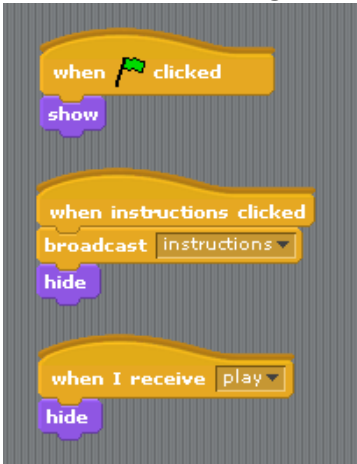 when clicked
show
when instructions clicked
broadcast instructions
hide
when I receive play
hide